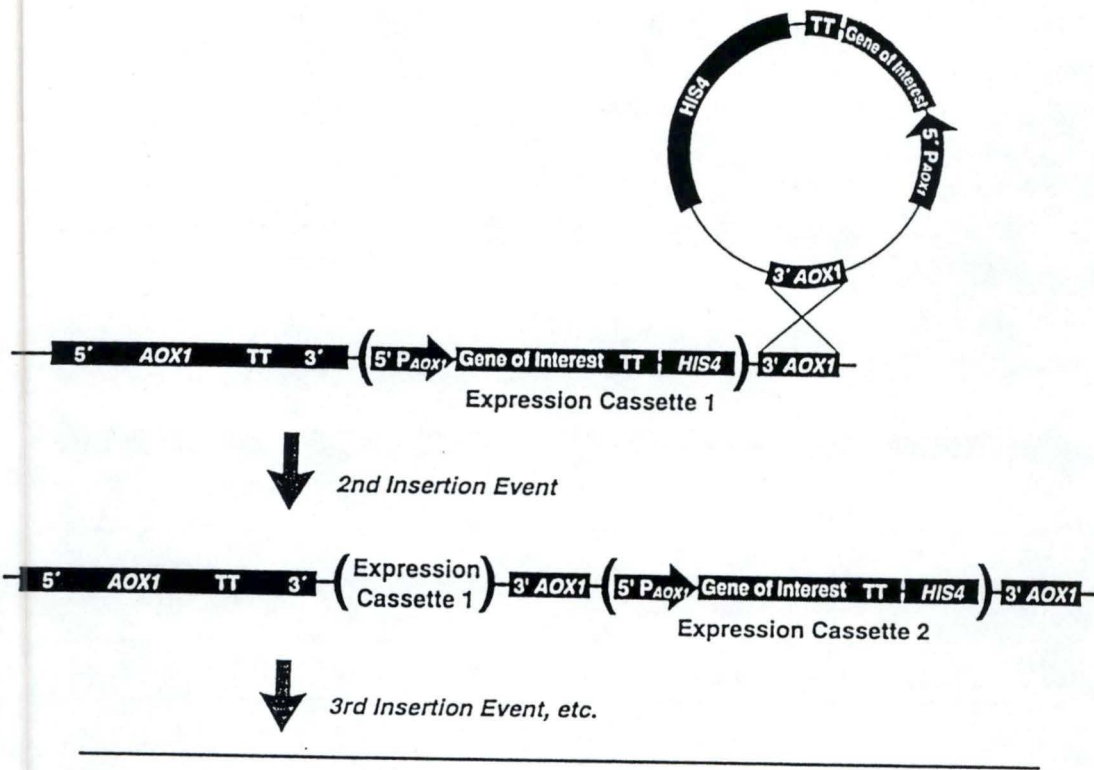 TT Gene of Interest
HIS4
5' PAOX1
3' AOX1
5' AOX1 TT 3' (5' PAOX1 Gene of Interest TT HIS4) 3' AOX1
Expression Cassette 1
2nd Insertion Event
5' AOX1 TT 3' (Expression Cassette 1) 3' AOX1 (5' PAOX1 Gene of Interest TT HIS4) 3' AOX1
Expression Cassette 2
3rd Insertion Event, etc.